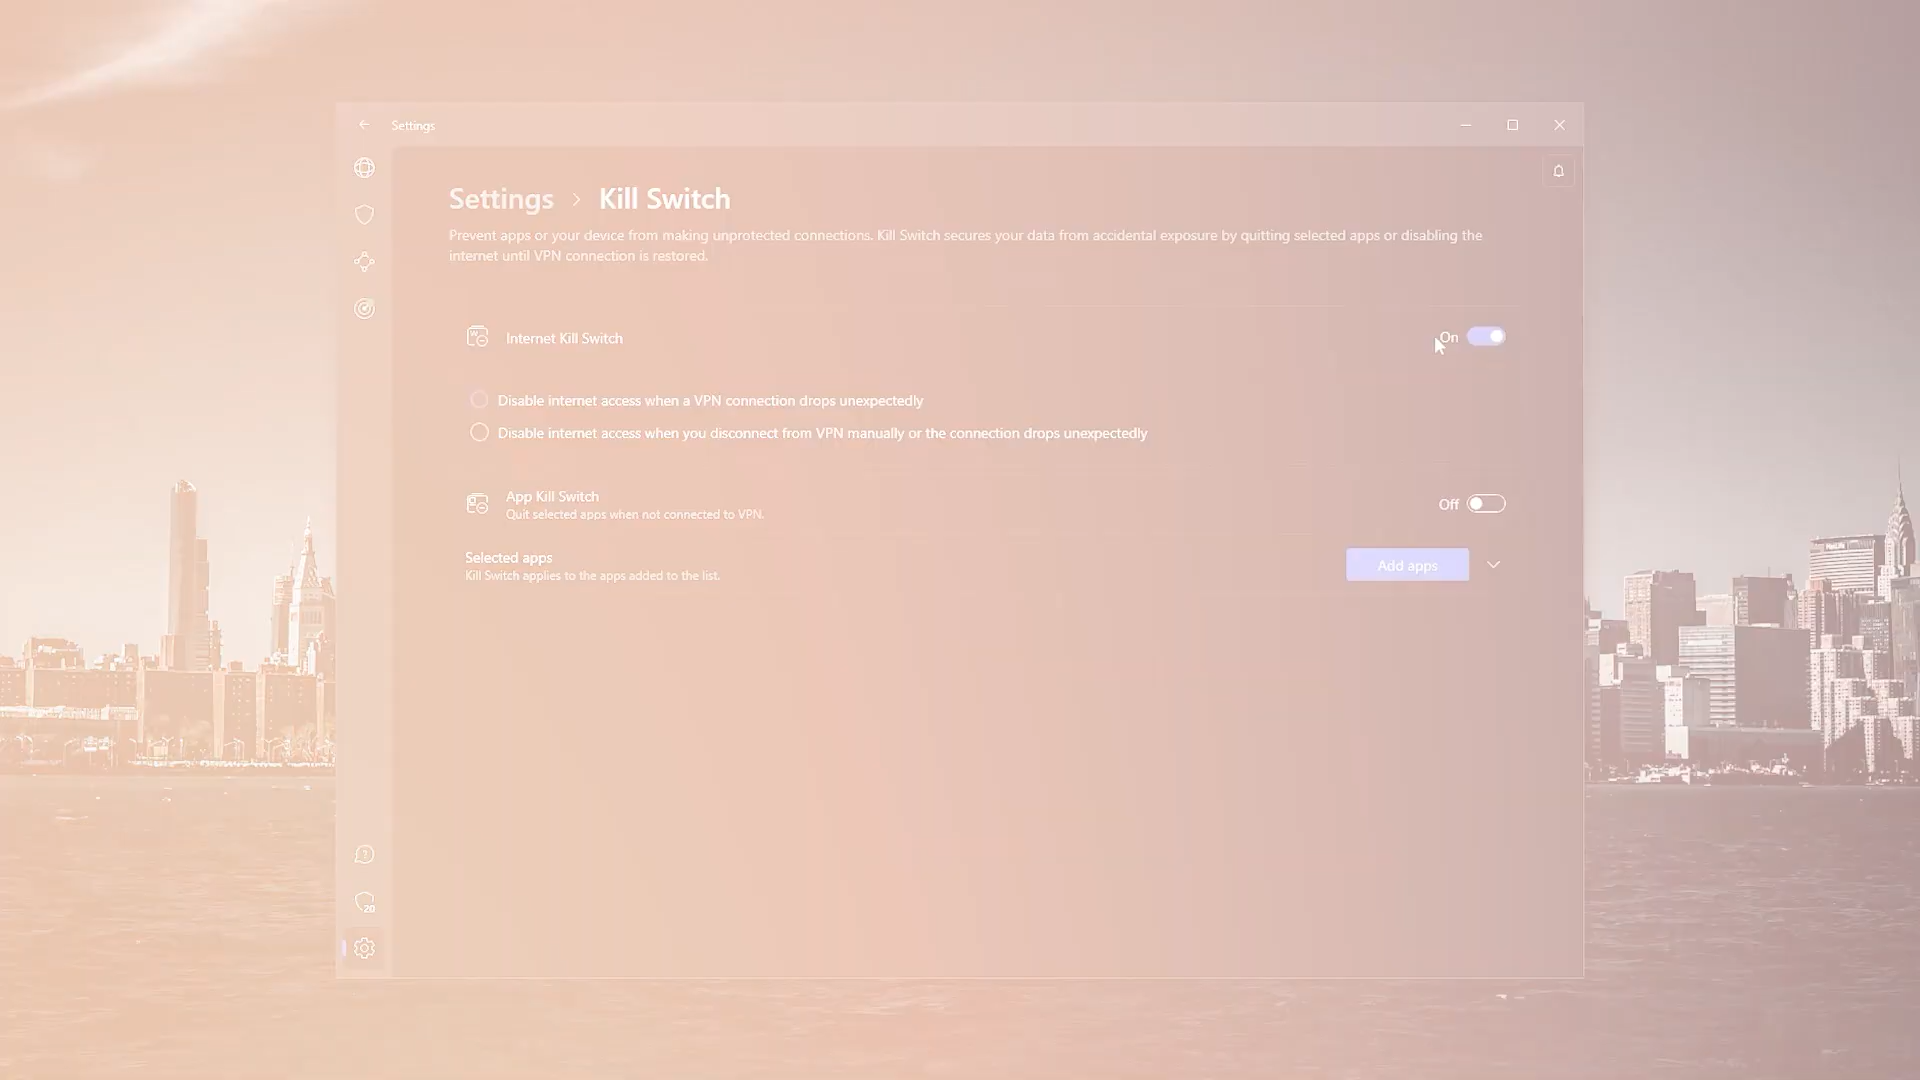 Settings
Settings > Kill Switch
Prevent apps or your device from making unprotected connections. Kill Switch secures your data from accidental exposure by quitting selected apps or disabling the
internet until VPN connection is restored.
Internet Kill Switch
On
Disable internet access when a VPN connection drops unexpectedly
Disable internet access when you disconnect from VPN manually or the connection drops unexpectedly
App Kill Switch
Off
Quit selected apps when not connected to VPN.
Selected apps
Add apps
Kill Switch applies to the apps added to the list.
MetLife
20